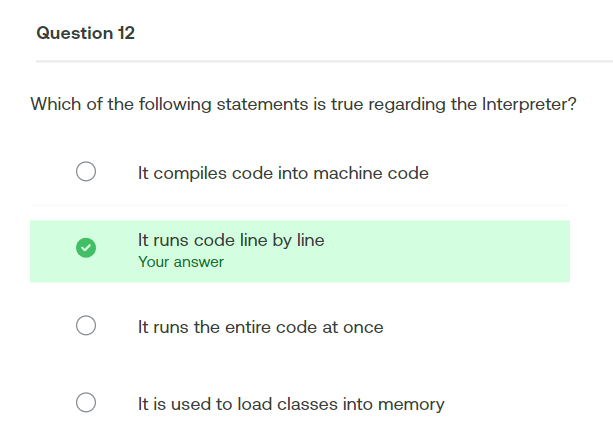 Question 12
Which of the following statements is true regarding the Interpreter?
It compiles code into machine code
It runs code line by line
Your answer
It runs the entire code at once
It is used to load classes into memory